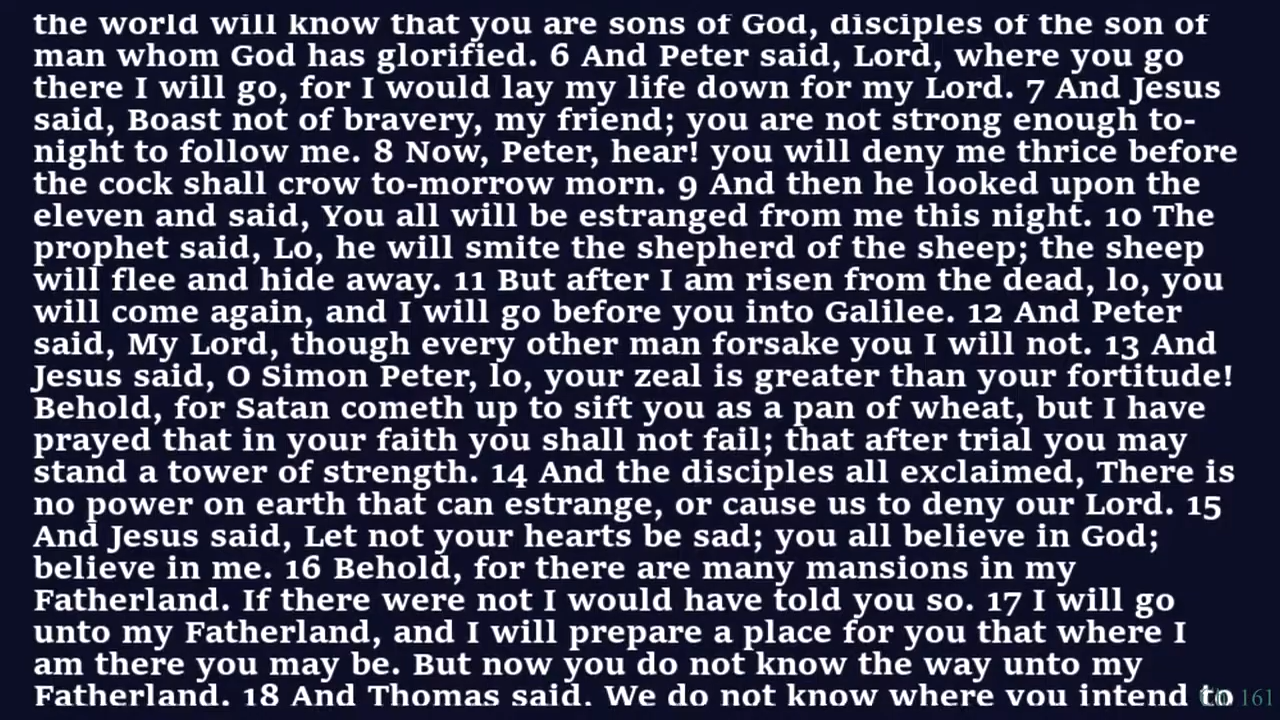 the world will know that you are sons of God, disciples of the son of
man whom God has glorified. 6 And Peter said, Lord, where you go
there I will go, for I would lay my life down for my Lord. 7 And Jesus
said, Boast not of bravery, my friend; you are not strong enough to-
night to follow me. 8 Now, Peter, hear! you will deny me thrice before
the cock shall crow to-morrow morn. 9 And then he looked upon the
eleven and said, You all will be estranged from me this night. 10 The
prophet said, Lo, he will smite the shepherd of the sheep; the sheep
will flee and hide away. 11 But after I am risen from the dead, lo, you
will come again, and I will go before you into Galilee. 12 And Peter
said, My Lord, though every other man forsake you I will not. 13 And
Jesus said, O Simon Peter, lo, your zeal is greater than your fortitude!
Behold, for Satan cometh up to sift you as a pan of wheat, but I have
prayed that in your faith you shall not fail; that after trial you may
stand a tower of strength. 14 And the disciples all exclaimed, There is
no power on earth that can estrange, or cause us to deny our Lord. 15
And Jesus said, Let not your hearts be sad; you all believe in God;
believe in me. 16 Behold, for there are many mansions in my
Fatherland. If there were not I would have told you so. 17 I will go
unto my Fatherland, and I will prepare a place for you that where I
am there you may be. But now you do not know the way unto my
Fatherland. 18 And Thomas said. We do not know where you intend to
Ch. 161